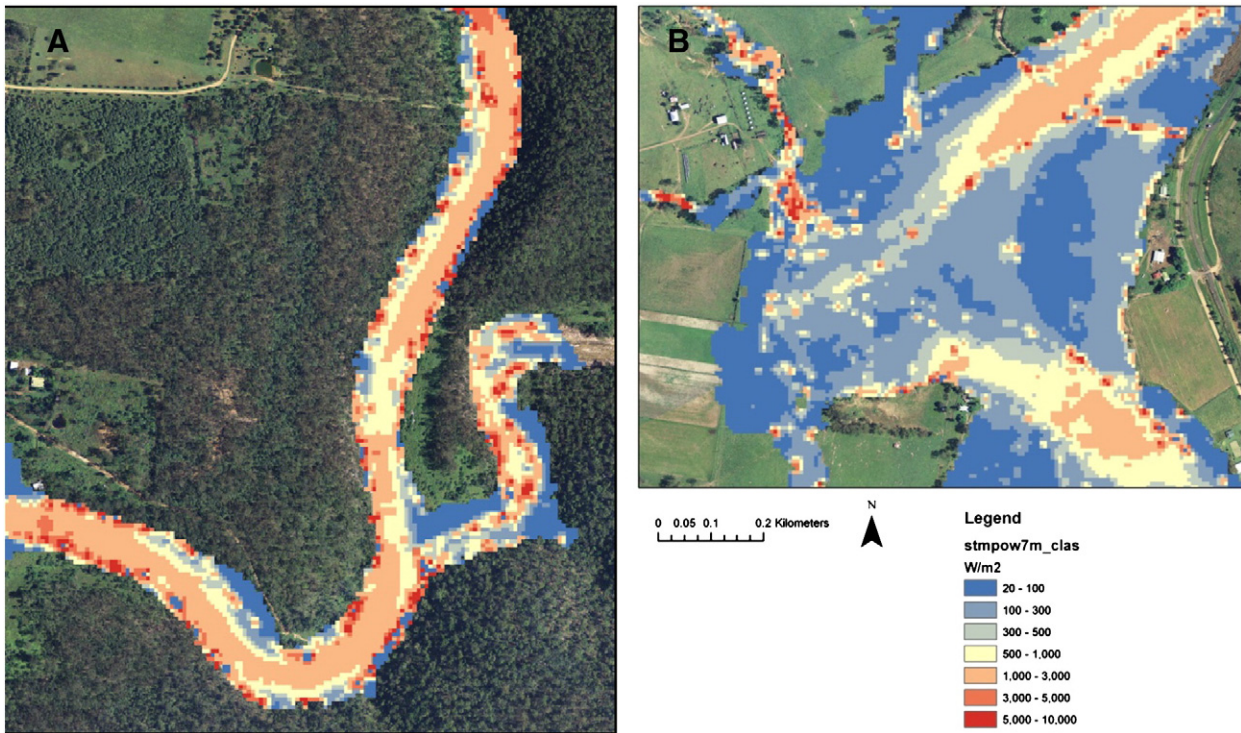 A
B
0 0.05 0.1 0.2 Kilometers
N
Legend
stmpow7m_clas
W/m2
20 - 100
100 - 300
300 - 500
500 - 1,000
1,000 - 3,000
3,000 - 5,000
5,000 - 10,000